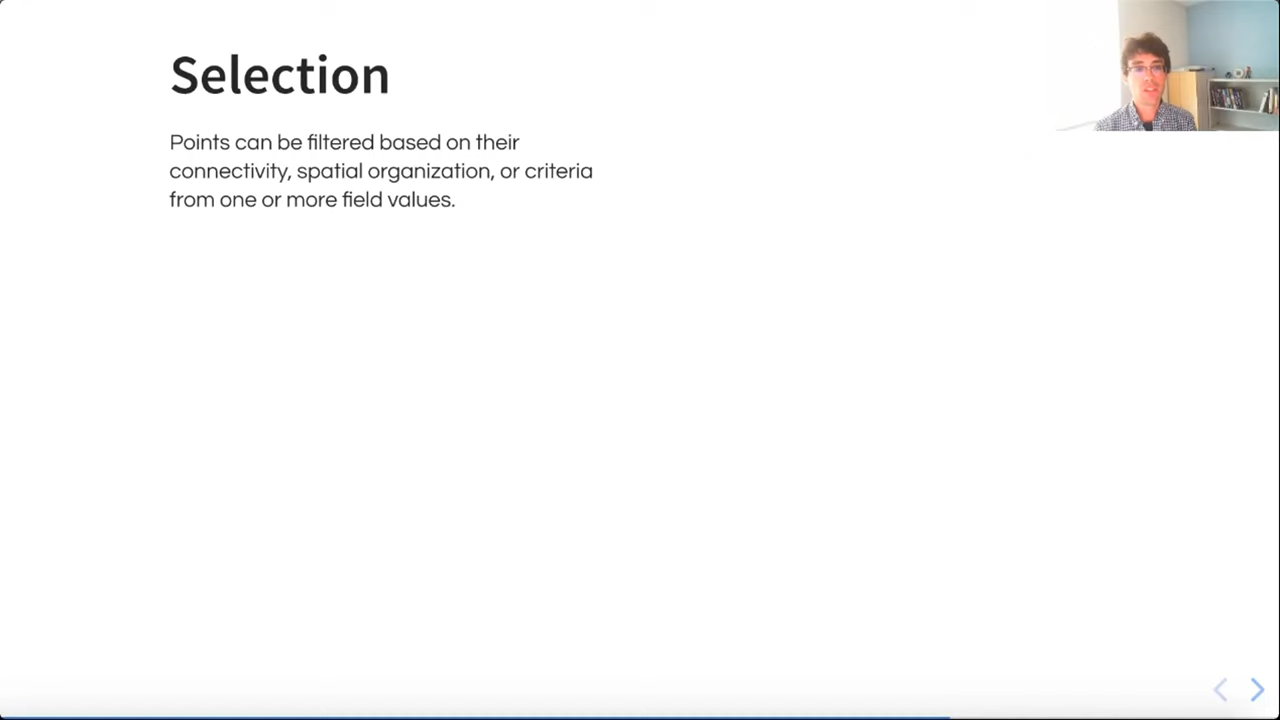 Selection
Points can be filtered based on their
connectivity, spatial organization, or criteria
from one or more field values.